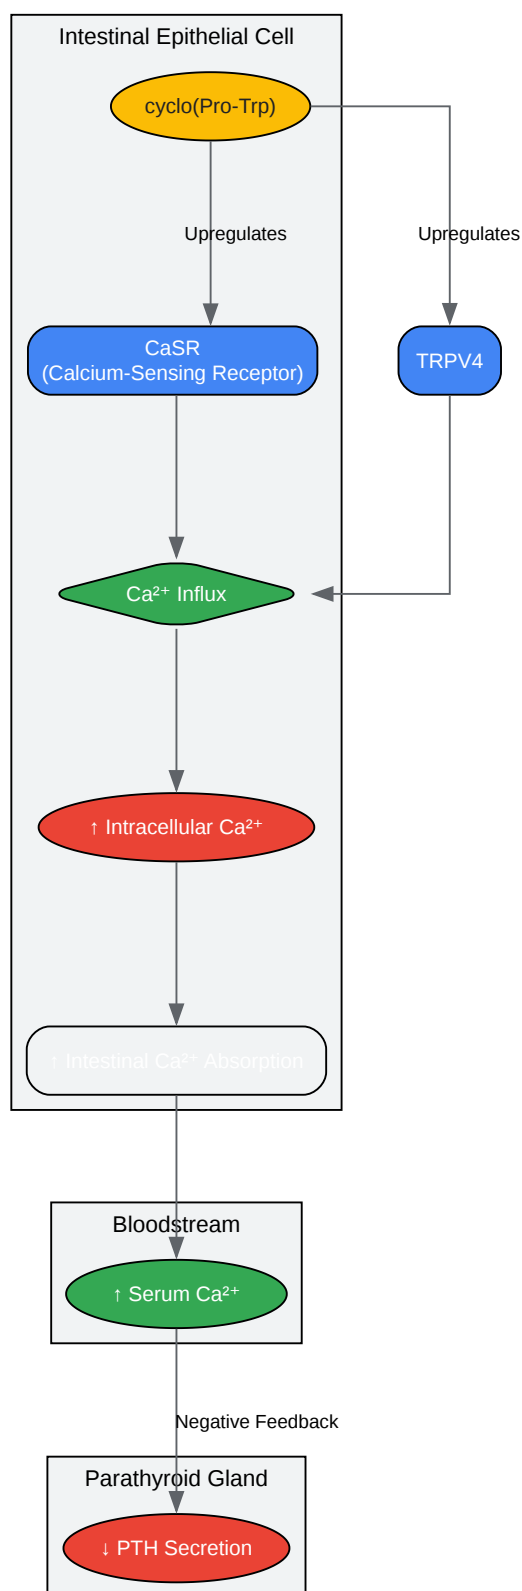 Intestinal Epithelial Cell
cyclo(Pro-Trp)
Upregulates
Upregulates
CaSR
(Calcium-Sensing Receptor)
TRPV4
Ca²⁺ Influx
↑ Intracellular Ca²⁺
↑ Intestinal Ca²⁺ Absorption
Bloodstream
↑ Serum Ca²⁺
Negative Feedback
Parathyroid Gland
↓ PTH Secretion